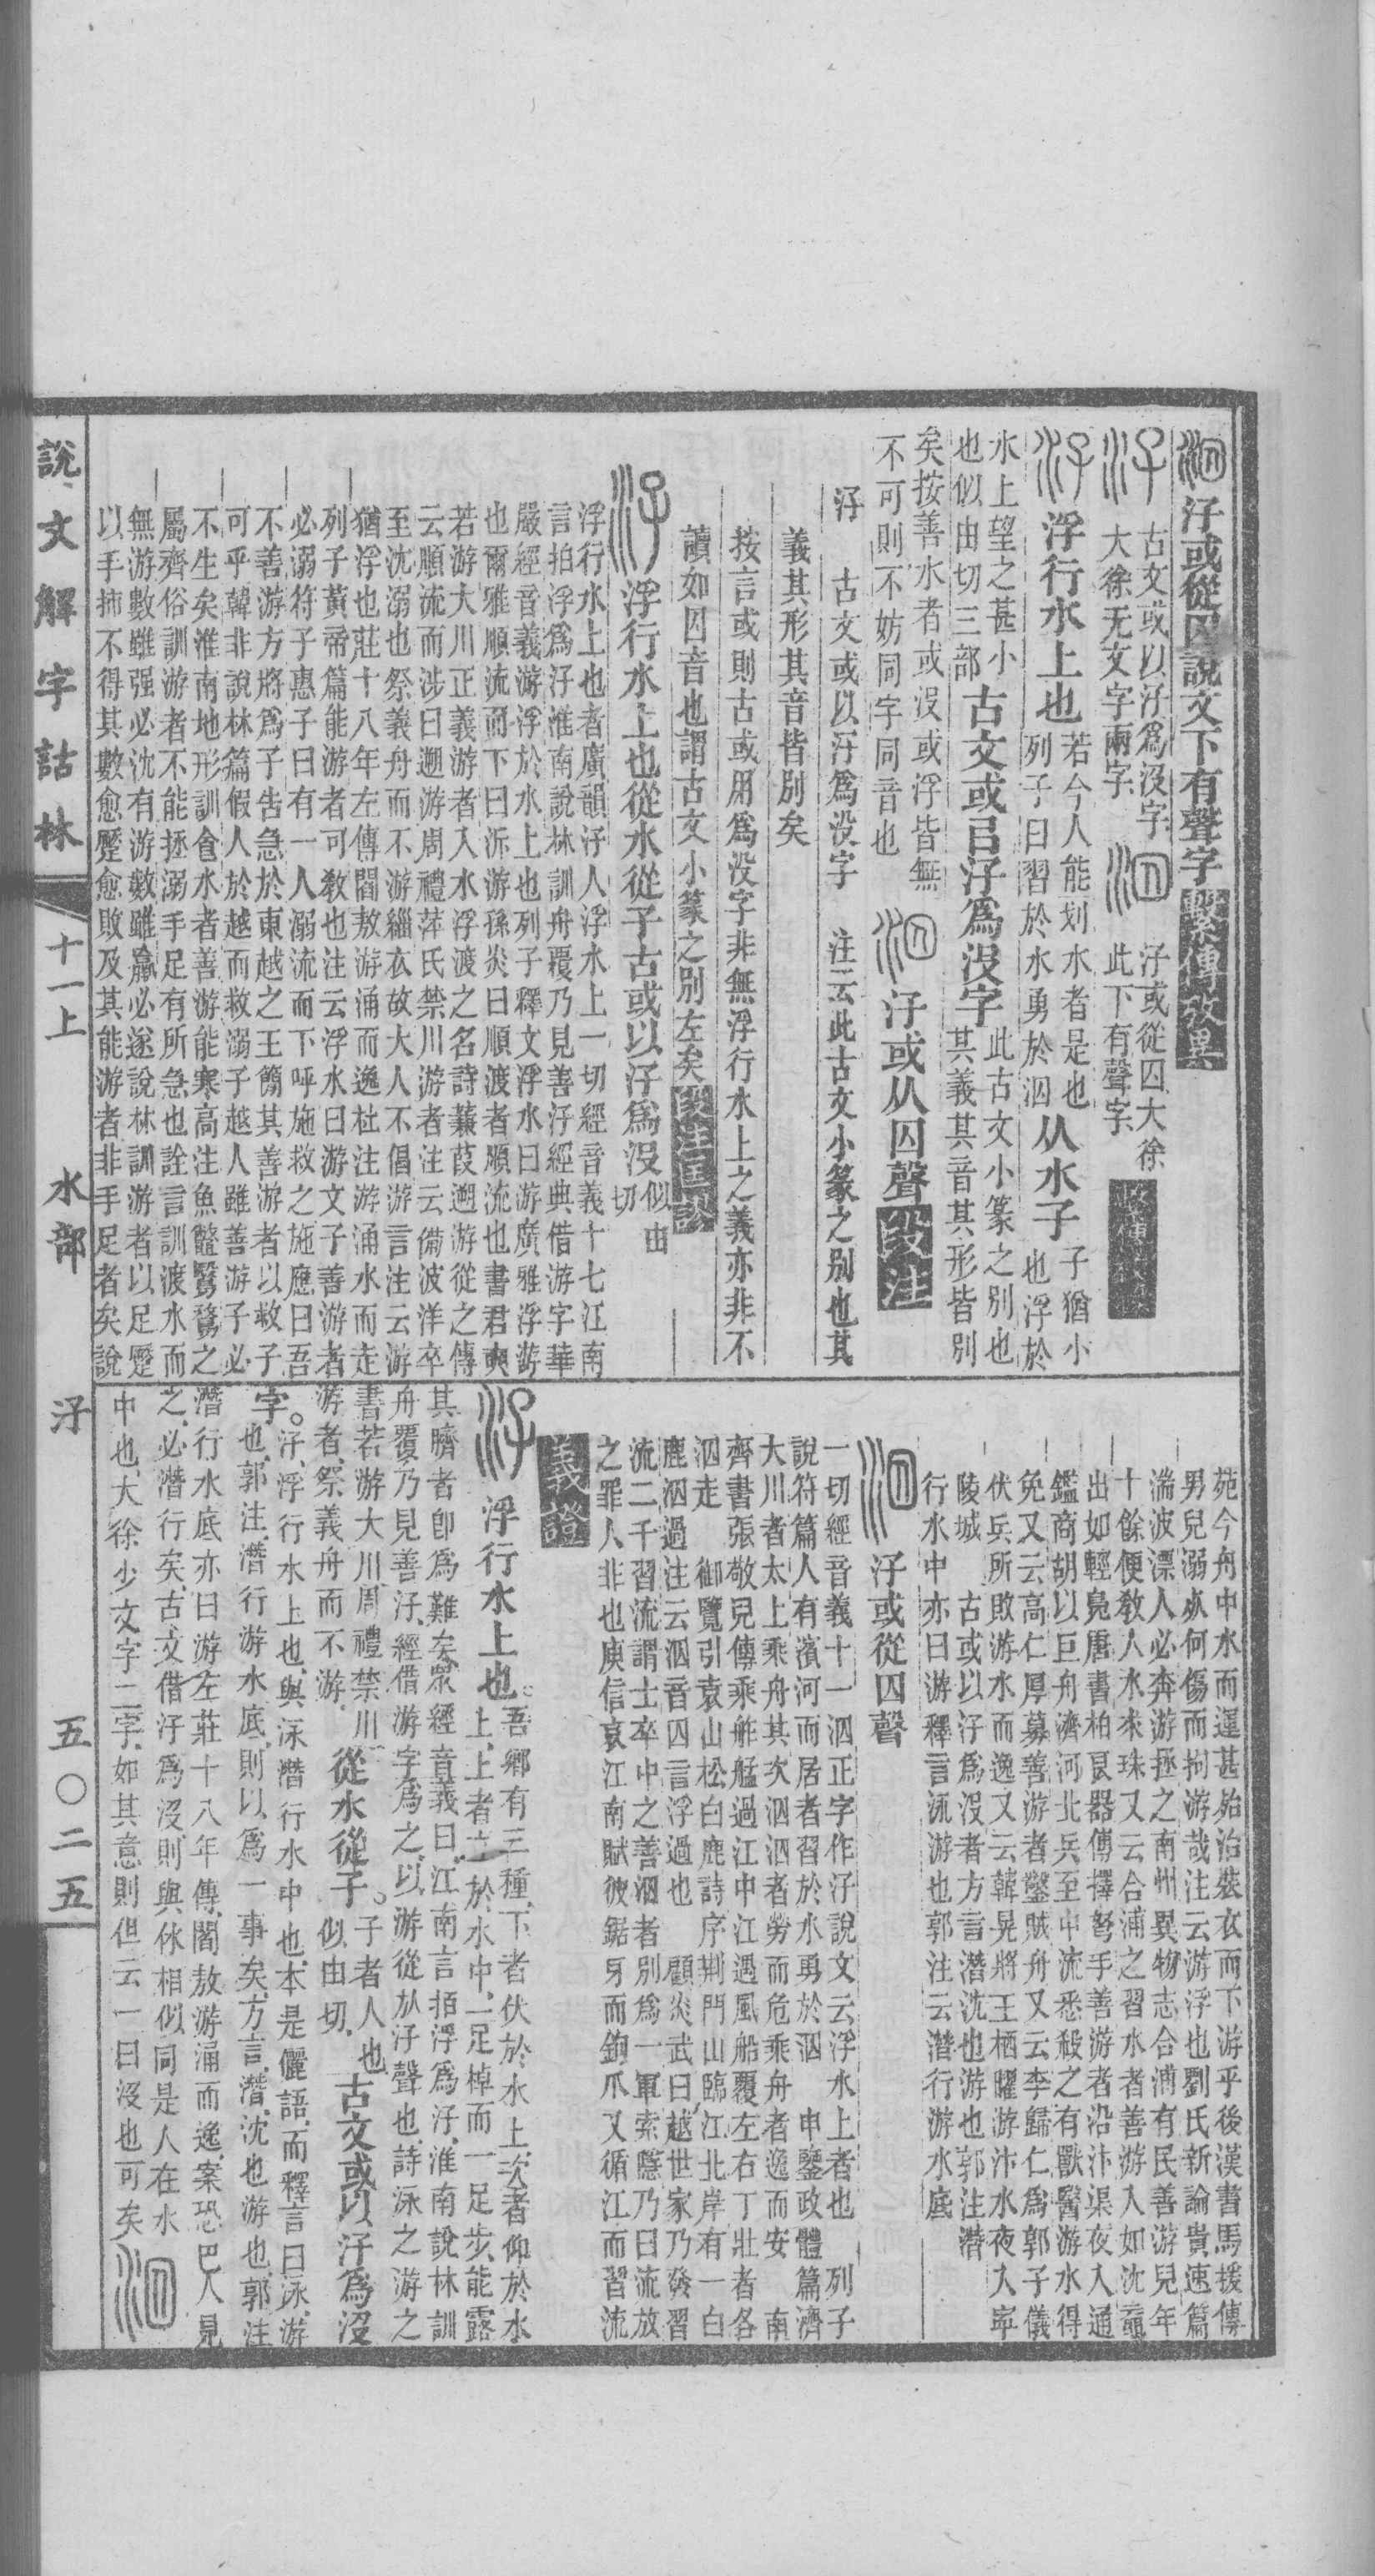 汓或從囚說文下有聲字 繫傳攷異
古文或以汓爲沒字
大徐无文字兩字
汓或從囚大徐
此下有聲字
浮行水上也
若今人能划水者是也
列子曰習於水勇於泅
从水子
子猶小
也浮於
水上望之甚小
也似由切三部
古文或㠯汓爲沒字
此古文小篆之別也
其義其音其形皆別
矣按善水者或沒或浮皆無
不可則不妨同字同音也
汓或从囚聲 段注
汓 古文或以汓爲沒字 注云此古文小篆之別也其
義其形其音皆別矣
按言或則古或用爲沒字非無浮行水上之義亦非不
讀如囚音也謂古文小篆之別左矣 段注匡謬
浮行水上也從水從子古或以汓爲沒
似由
切
浮行水上也者廣韻汓人浮水上一切經音義十七江南
言拍浮爲汓淮南說林訓舟覆乃見善汓經典借游字華
嚴經音義游浮於水上也列子釋文浮水曰游廣雅浮游
也爾雅順流而下曰泝游孫炎曰順渡者順流也書君奭
若游大川正義游者入水浮渡之名詩蒹葭遡游從之傳
云順流而涉曰遡游周禮萍氏禁川游者注云備波洋卒
至沈溺也祭義舟而不游緇衣故大人不倡游言注云游
猶浮也莊十八年左傳閻敖游涌而逸杜注游涌水而走
列子黃帝篇能游者可敎也注云浮水曰游文子善游者
必溺符子惠子曰有一人溺流而下呼施救之施應曰吾
不善游方將爲子告急於東越之王簡其善游者以救子
可乎韓非說林篇假人於越而救溺子越人雖善游子必
不生矣淮南地形訓食水者善游能寒高注魚鼈鷖鶩之
屬齊俗訓游者不能拯溺手足有所急也詮言訓渡水而
無游數雖强必沈有游數雖羸必遂說林訓游者以足蹷
以手抪不得其數愈蹷愈敗及其能游者非手足者矣說
苑今舟中水而運甚殆治裝衣而下游乎後漢書馬援傳
男兒溺死何傷而拘游哉注云游浮也劉氏新論貴速篇
湍波漂人必奔游拯之南州異物志合浦有民善游兒年
十餘便敎人水求珠又云合浦之習水者善游入如沈黿
出如輕鳧唐書柏良器傳擇弩手善游者沿汴渠夜入通
鑑商胡以巨舟濟河北兵至中流悉殺之有獸醫游水得
免又云高仁厚募善游者鑿賊舟又云李歸仁爲郭子儀
伏兵所敗游水而逸又云韓晃將王栖曜游汴水夜入寧
陵城 古或以汓爲沒者方言潛沈也游也郭注潛
行水中亦曰游釋言泳游也郭注云潛行游水底
汓或從囚聲
一切經音義十一泅正字作汓說文云浮水上者也 列子
說符篇人有濱河而居者習於水勇於泅 申鑒政體篇濟
大川者太上乘舟其次泅泅者勞而危乘舟者逸而安 南
齊書張敬兒傳乘舴艋過江中江遇風船覆左右丁壯者各
泅走 御覽引袁山松白鹿詩序荆門山臨江北岸有一白
鹿泅過注云泅音囚言浮過也 顧炎武曰越世家乃發習
流二千習流謂士卒中之善泅者別爲一軍索隱乃曰流放
之罪人非也庾信哀江南賦彼鋸牙而鉤爪又循江而習流
義證
浮行水上也。
吾鄉有三種下者伏於水上次者仰於水
上上者立於水中一足棹而一足步能露
其臍者卽爲難矣眾經音義曰江南言拍浮爲汓淮南說林訓
舟覆乃見善汓經借游字爲之以游從㫃汓聲也詩泳之游之
書若游大川周禮禁川
游者祭義舟而不游
從水從子。
子者人也
似由切
古文或以汓爲沒
字。
汓浮行水上也與泳潛行水中也本是儷語而釋言曰泳游
也郭注潛行游水底則以爲一事矣方言潛沈也游也郭注
潛行水底亦曰游左莊十八年傳閻敖游涌而逸案恐巴人見
之必潛行矣古文借汓爲沒則與㲻相似同是人在水
中也大徐少文字二字如其意則但云一曰沒也可矣
說文解字詁林 十一上 水部 汓 五〇二五